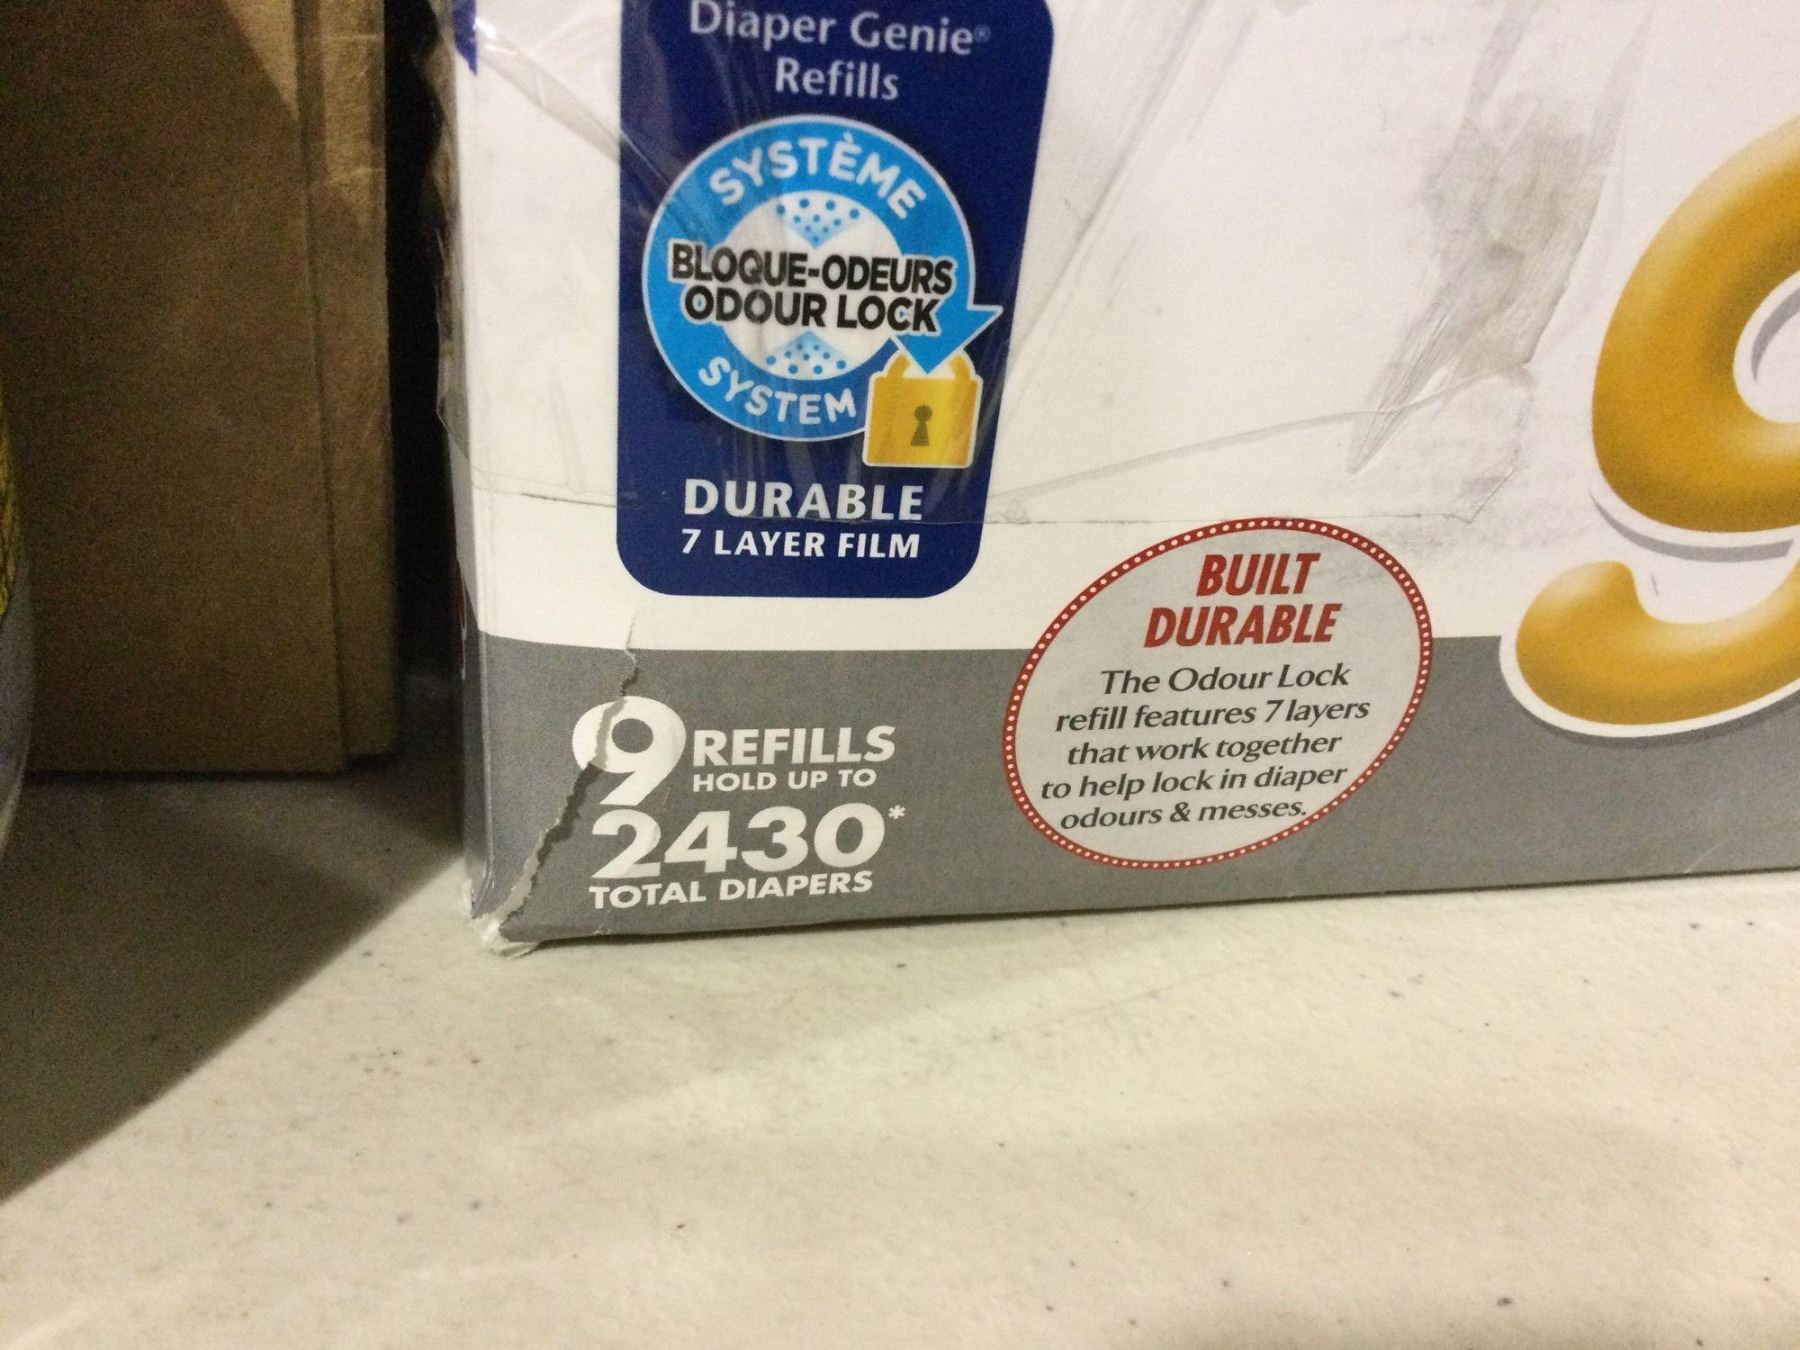 Diaper Genie®
Refills
SYSTÈME
BLOQUE-ODEURS
ODOUR LOCK
SYSTEM
DURABLE
7 LAYER FILM
9 REFILLS
HOLD UP TO
2430*
TOTAL DIAPERS
BUILT
DURABLE
The Odour Lock
refill features 7 layers
that work together
to help lock in diaper
odours & messes.
9